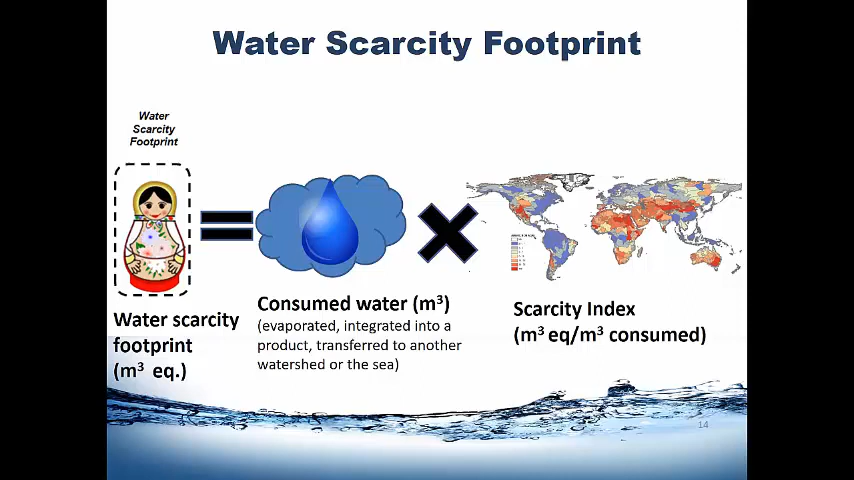 Water Scarcity Footprint
Water
Scarcity
Footprint
Water scarcity
footprint
(m³ eq.)
Consumed water (m³)
(evaporated, integrated into a
product, transferred to another
watershed or the sea)
Scarcity Index
(m³ eq/m³ consumed)
14